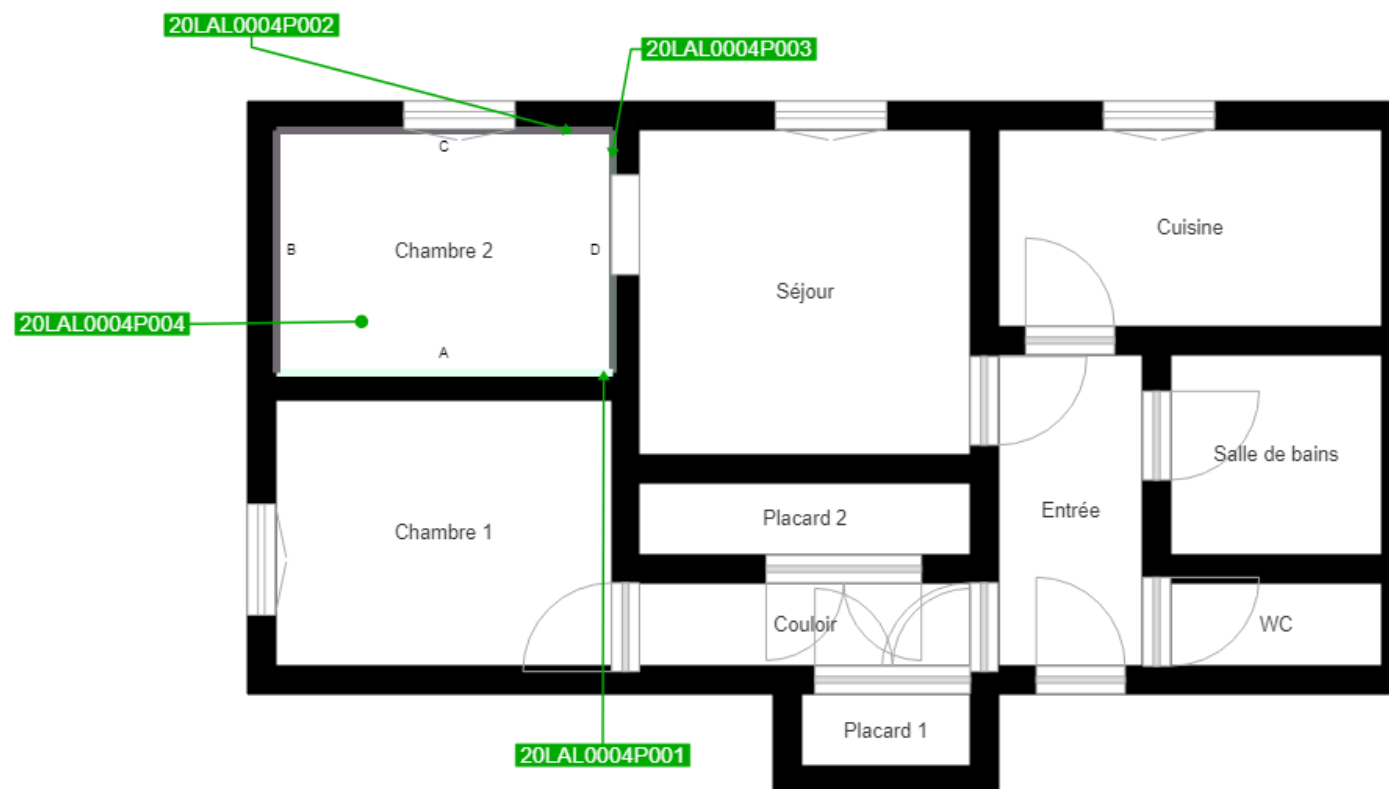 20LAL0004P002
20LAL0004P003
C
Cuisine
B
Chambre 2
D
Séjour
20LAL0004P004
A
Salle de bains
Entrée
Placard 2
Chambre 1
Couloir
WC
Placard 1
20LAL0004P001